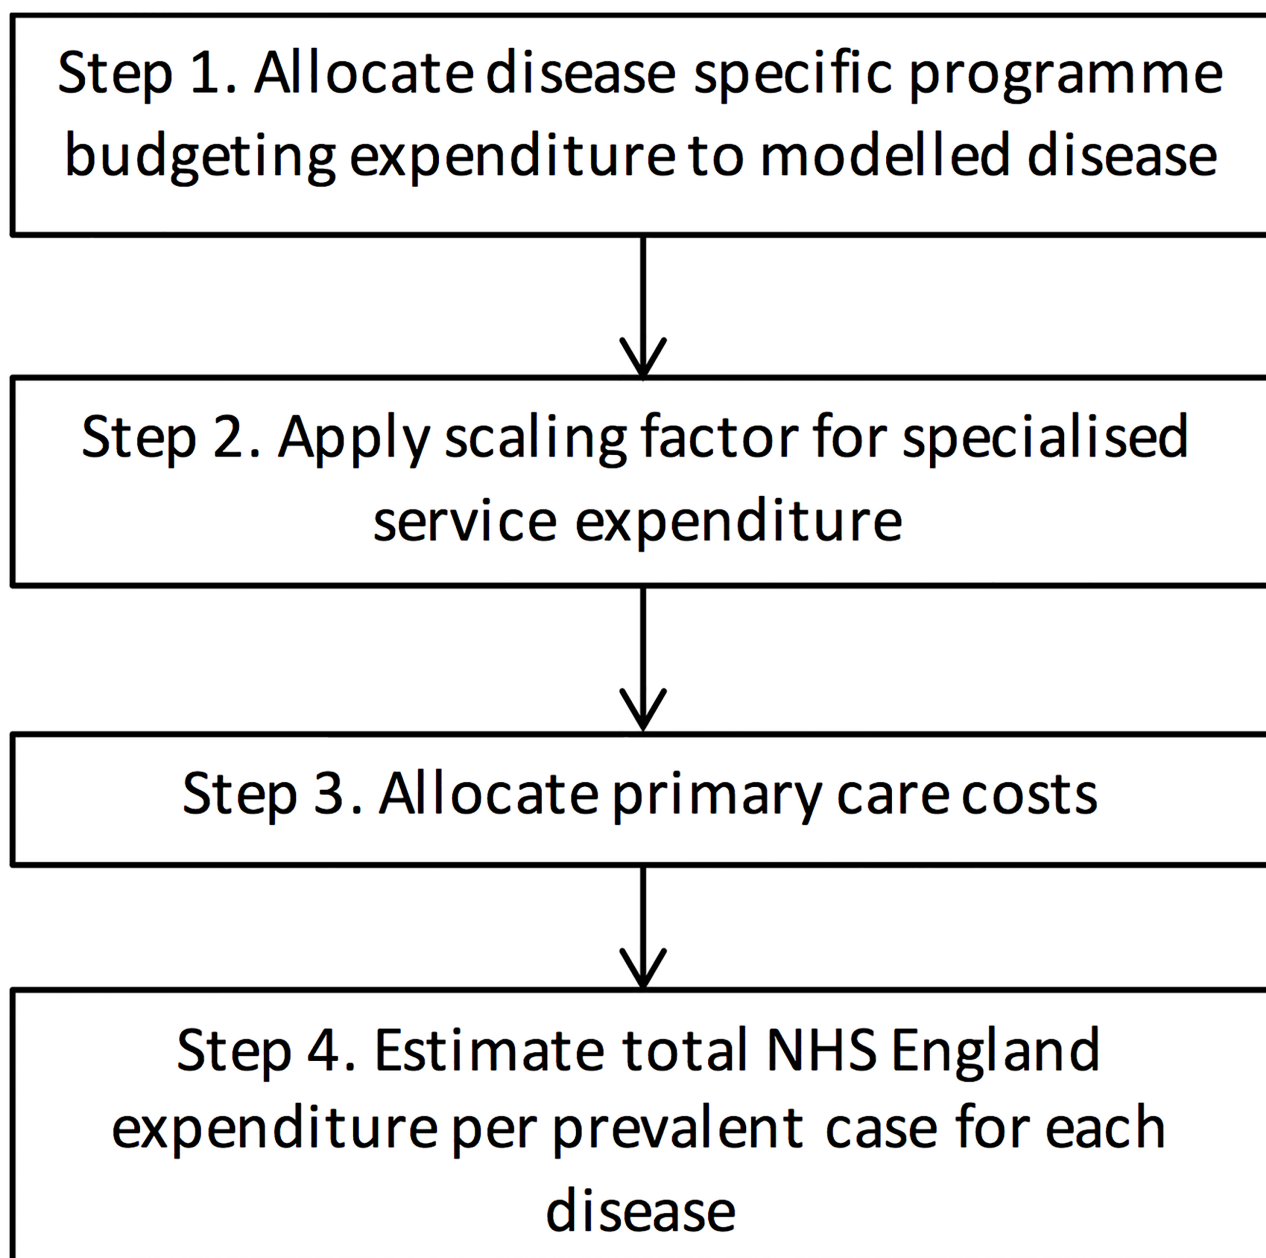 Step 1. Allocate disease specific programme
budgeting expenditure to modelled disease
Step 2. Apply scaling factor for specialised
service expenditure
Step 3. Allocate primary care costs
Step 4. Estimate total NHS England
expenditure per prevalent case for each
disease